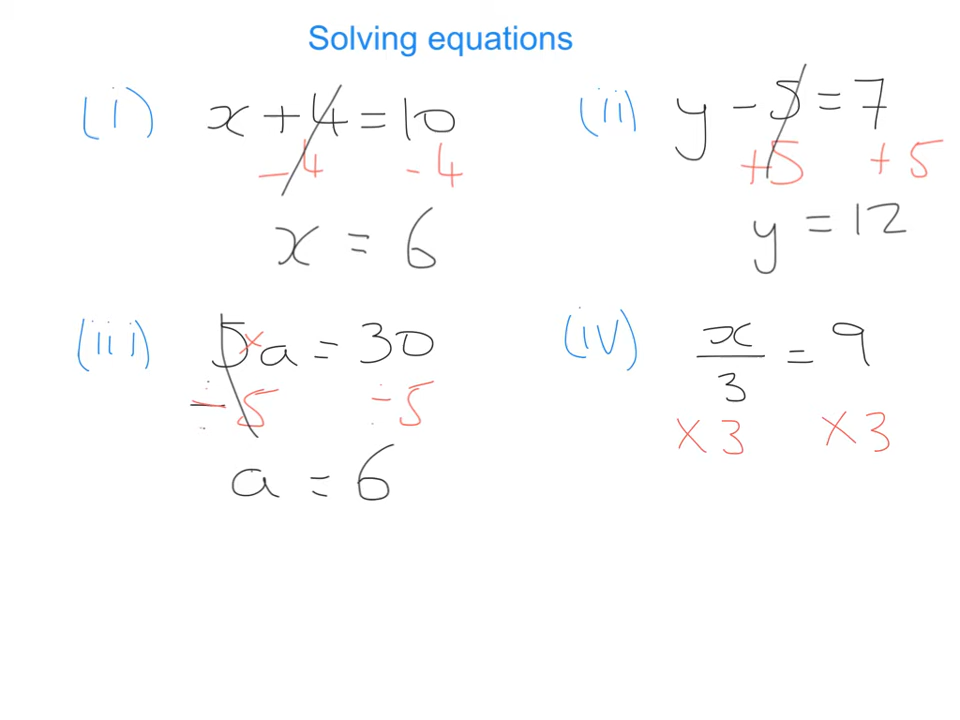 Solving equations
(i) x + 4 = 10
- 4 - 4
x = 6
(ii) y - 5 = 7
+5 +5
y = 12
(iii) 5×a = 30
÷5 ÷5
a = 6
(iv) x/3 = 9
×3 ×3